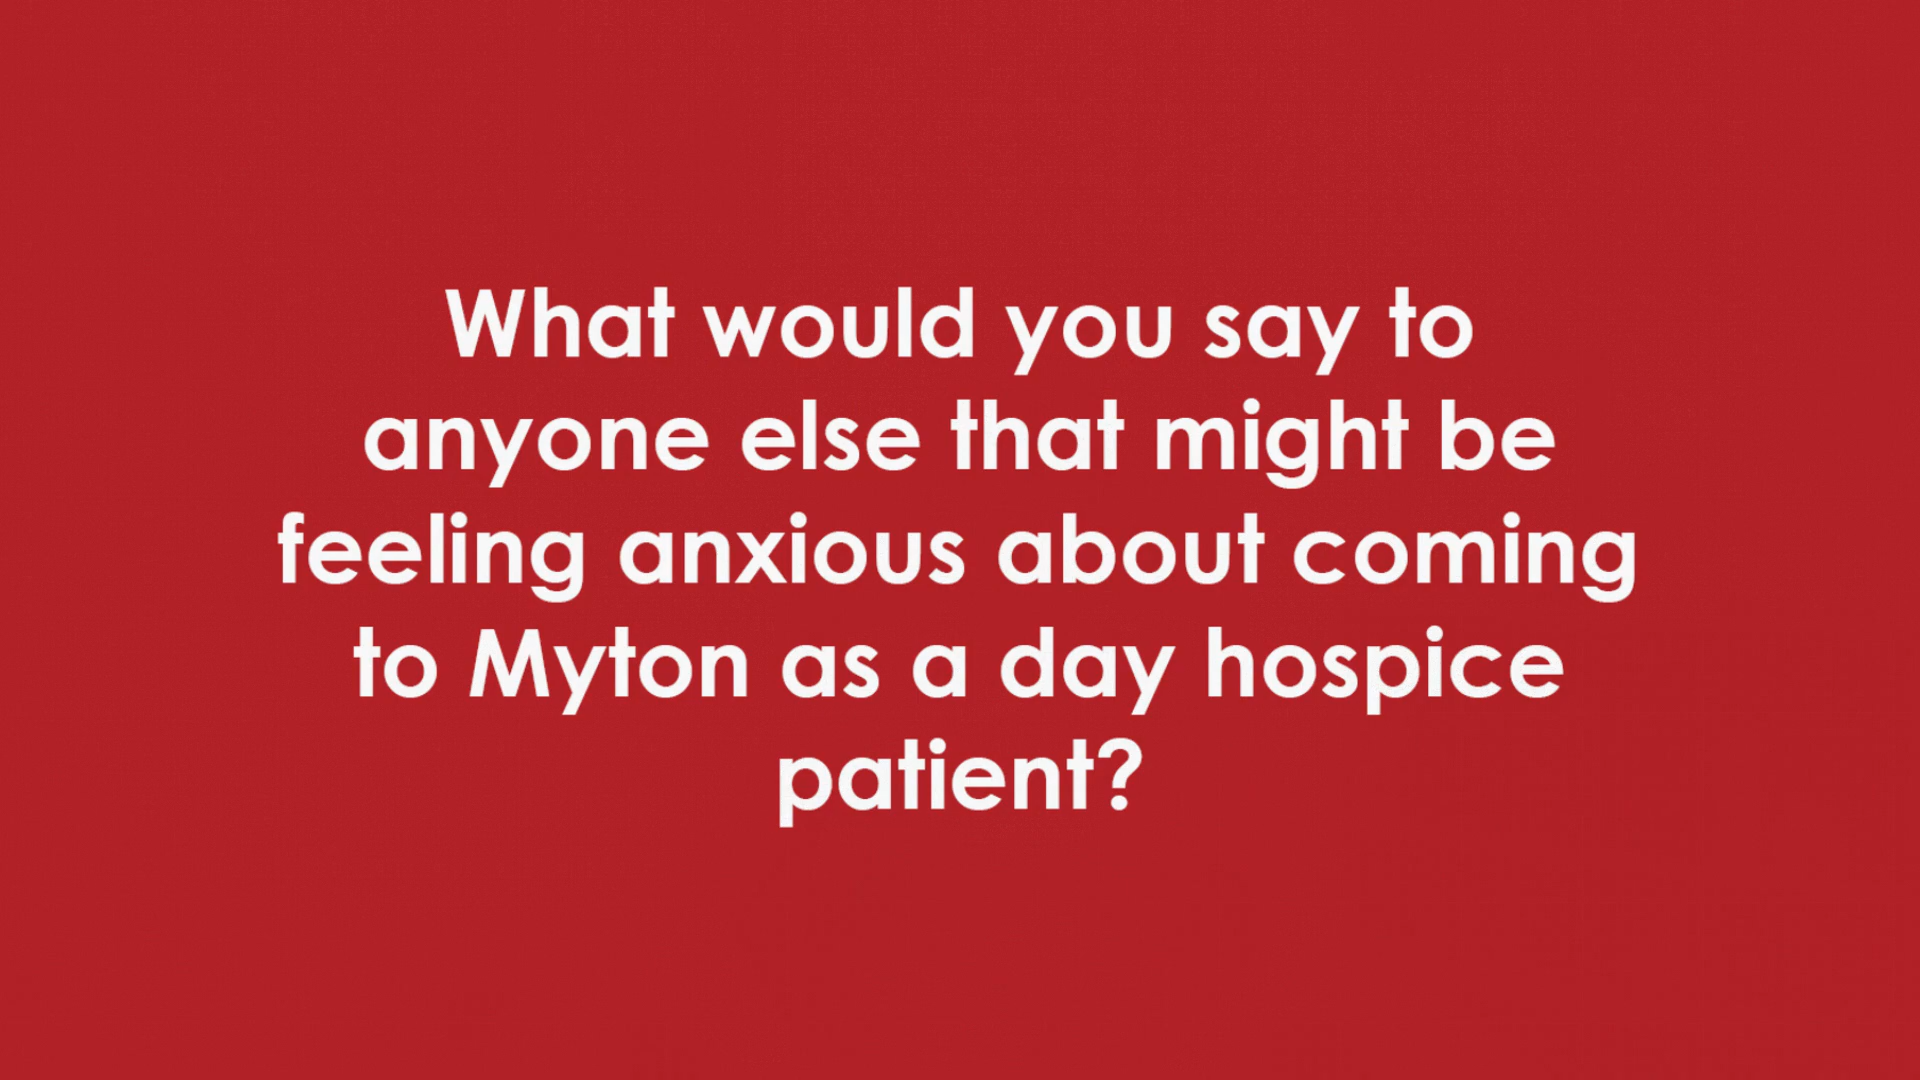 What would you say to
anyone else that might be
feeling anxious about coming
to Myton as a day hospice
patient?